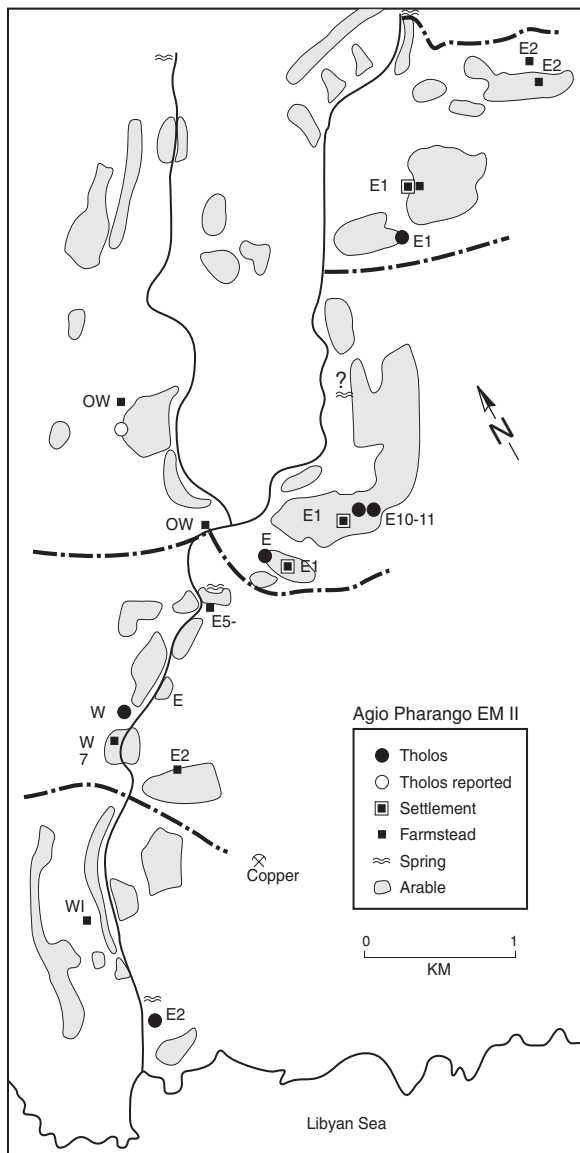 E2
E2
E1
E1
?
OW
OW
E1
E10-11
E
E1
E5-
E
W
W
7
E2
Agio Pharango EM II
Tholos
Tholos reported
Settlement
Farmstead
Spring
Arable
N
Copper
WI
0 1
KM
E2
Libyan Sea